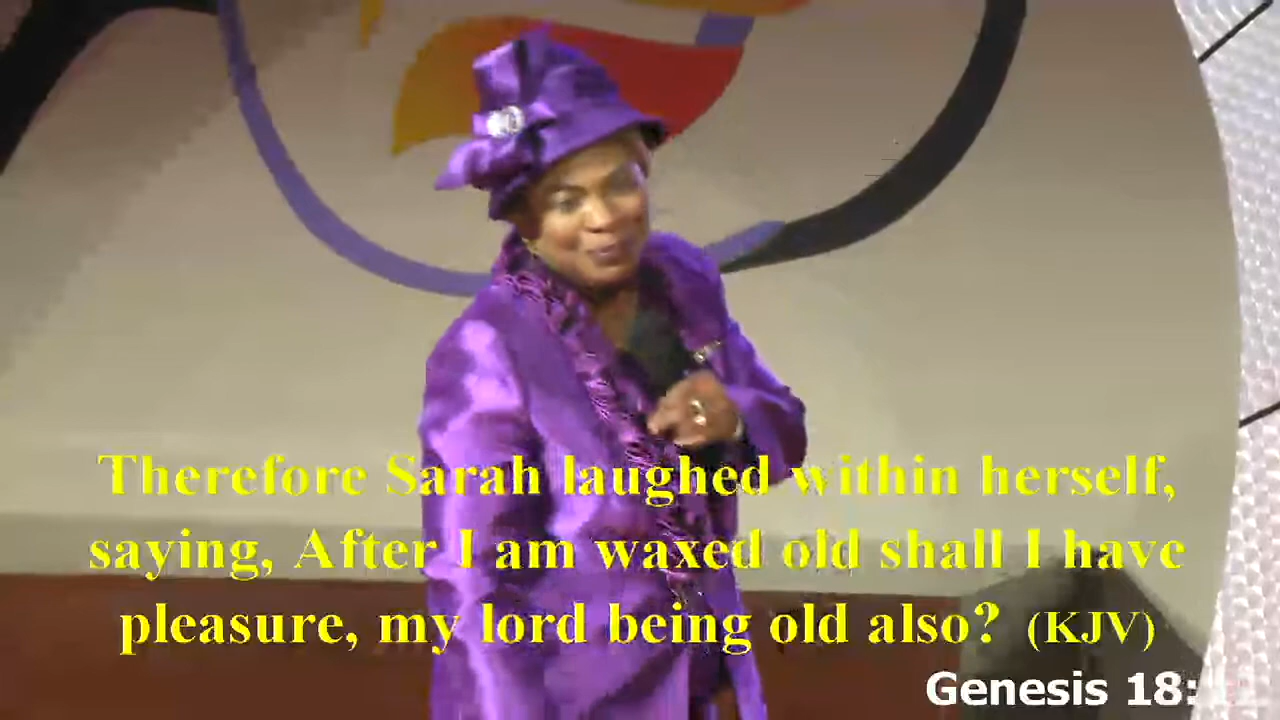 Therefore Sarah laughed within herself,
saying, After I am waxed old shall I have
pleasure, my lord being old also? (KJV)
Genesis 18: